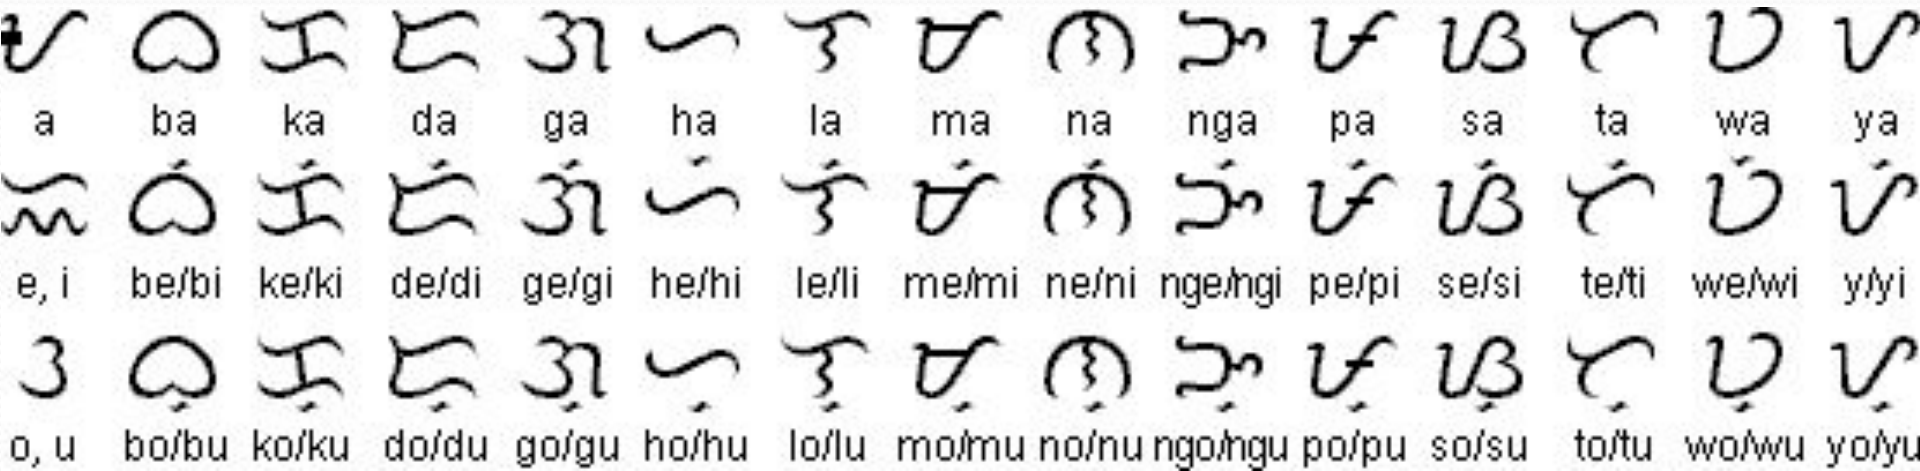 ᜀ ᜊ ᜃ ᜇ ᜄ ᜑ ᜎ ᜋ ᜈ ᜅ ᜉ ᜐ ᜆ ᜏ ᜌ
a ba ka da ga ha la ma na nga pa sa ta wa ya
ᜁ ᜊᜒ ᜃᜒ ᜇᜒ ᜄᜒ ᜑᜒ ᜎᜒ ᜋᜒ ᜈᜒ ᜅᜒ ᜉᜒ ᜐᜒ ᜆᜒ ᜏᜒ ᜌᜒ
e, i be/bi ke/ki de/di ge/gi he/hi le/li me/mi ne/ni nge/ngi pe/pi se/si te/ti we/wi y/yi
ᜂ ᜊᜓ ᜃᜓ ᜇᜓ ᜄᜓ ᜑᜓ ᜎᜓ ᜋᜓ ᜈᜓ ᜅᜓ ᜉᜓ ᜐᜓ ᜆᜓ ᜏᜓ ᜌᜓ
o, u bo/bu ko/ku do/du go/gu ho/hu lo/lu mo/mu no/nu ngo/ngu po/pu so/su to/tu wo/wu yo/yu